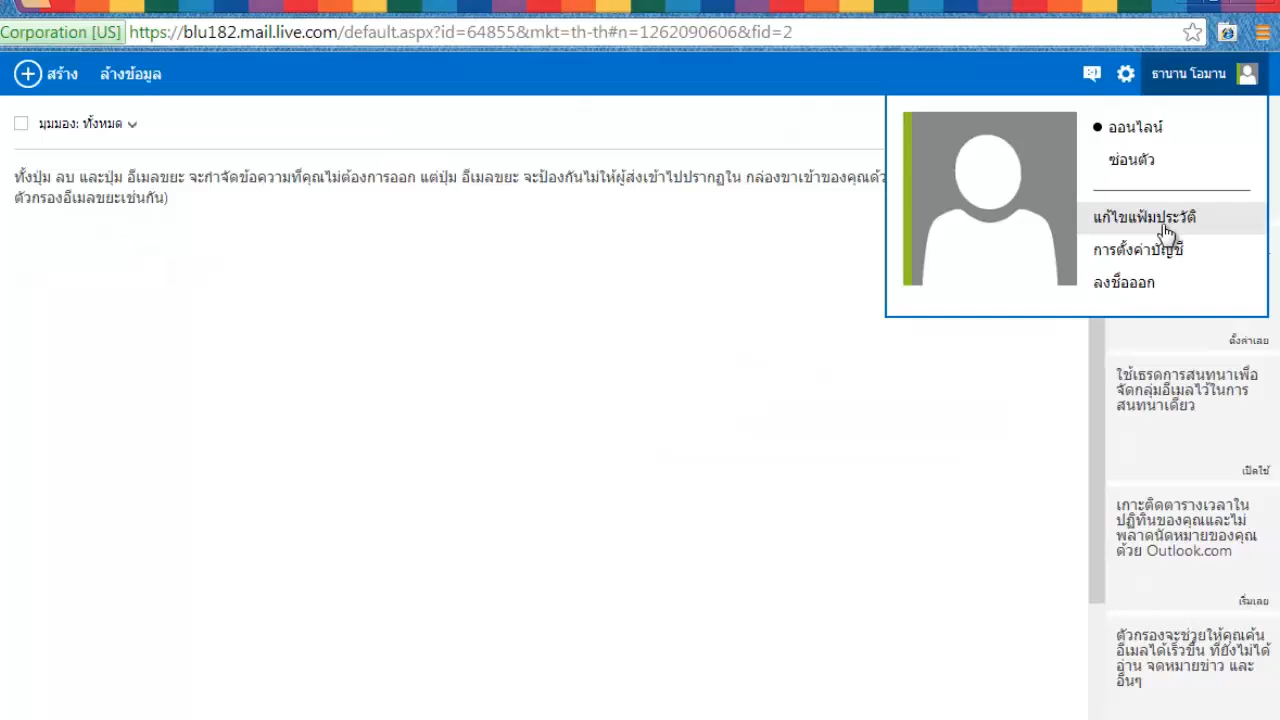 Corporation [US] https://blu182.mail.live.com/default.aspx?id=64855&mkt=th-th#n=1262090606&fid=2
สร้าง ล้างข้อมูล ธานาน โอมาน
มุมมอง: ทั้งหมด
ออนไลน์
ซ่อนตัว
ทั้งปุ่ม ลบ และปุ่ม อีเมลขยะ จะกำจัดข้อความที่คุณไม่ต้องการออก แต่ปุ่ม อีเมลขยะ จะป้องกันไม่ให้ผู้ส่งเข้าไปปรากฏใน กล่องขาเข้าของคุณ
ตัวกรองอีเมลขยะเช่นกัน)
แก้ไขแฟ้มประวัติ
การตั้งค่าบัญชี
ลงชื่อออก
ตั้งค่าเลย
ใช้เธรดการสนทนาเพื่อ
จัดกลุ่มอีเมลไว้ในการ
สนทนาเดียว
เปิดใช้
เกาะติดตารางเวลาใน
ปฏิทินของคุณและไม่
พลาดนัดหมายของคุณ
ด้วย Outlook.com
เริ่มเลย
ตัวกรองจะช่วยให้คุณค้น
อีเมลได้เร็วขึ้น ที่ยังไม่ได้
อ่าน จดหมายข่าว และ
อื่นๆ